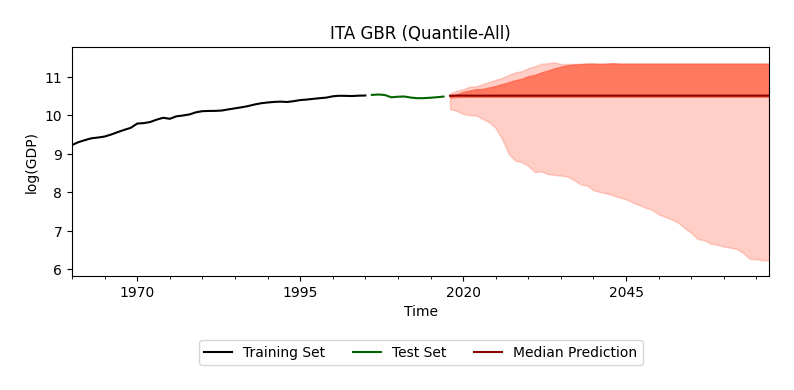 ITA GBR (Quantile-All)
log(GDP)
11
10
9
8
7
6
1970 1995 2020 2045
Time
Training Set Test Set Median Prediction